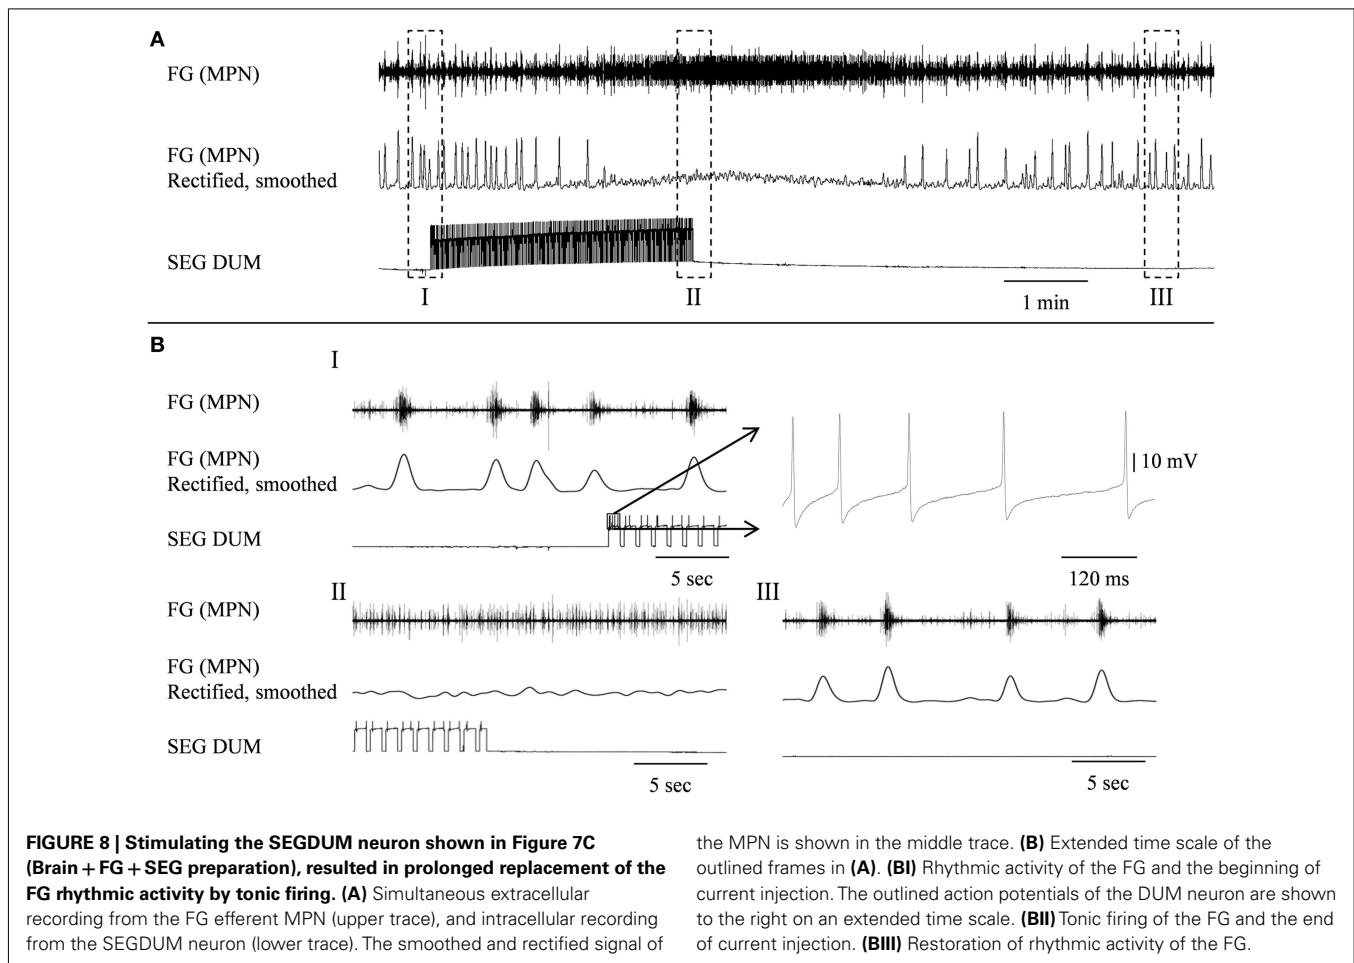 A
FG (MPN)
FG (MPN)
Rectified, smoothed
SEG DUM
I
II
1 min
III
B
I
FG (MPN)
FG (MPN)
Rectified, smoothed
10 mV
SEG DUM
5 sec
120 ms
II
FG (MPN)
III
FG (MPN)
Rectified, smoothed
SEG DUM
5 sec
5 sec
FIGURE 8 | Stimulating the SEGDUM neuron shown in Figure 7C
(Brain + FG + SEG preparation), resulted in prolonged replacement of the
FG rhythmic activity by tonic firing. (A) Simultaneous extracellular
recording from the FG efferent MPN (upper trace), and intracellular recording
from the SEGDUM neuron (lower trace). The smoothed and rectified signal of
the MPN is shown in the middle trace. (B) Extended time scale of the
outlined frames in (A). (BI) Rhythmic activity of the FG and the beginning of
current injection. The outlined action potentials of the DUM neuron are shown
to the right on an extended time scale. (BII) Tonic firing of the FG and the end
of current injection. (BIII) Restoration of rhythmic activity of the FG.